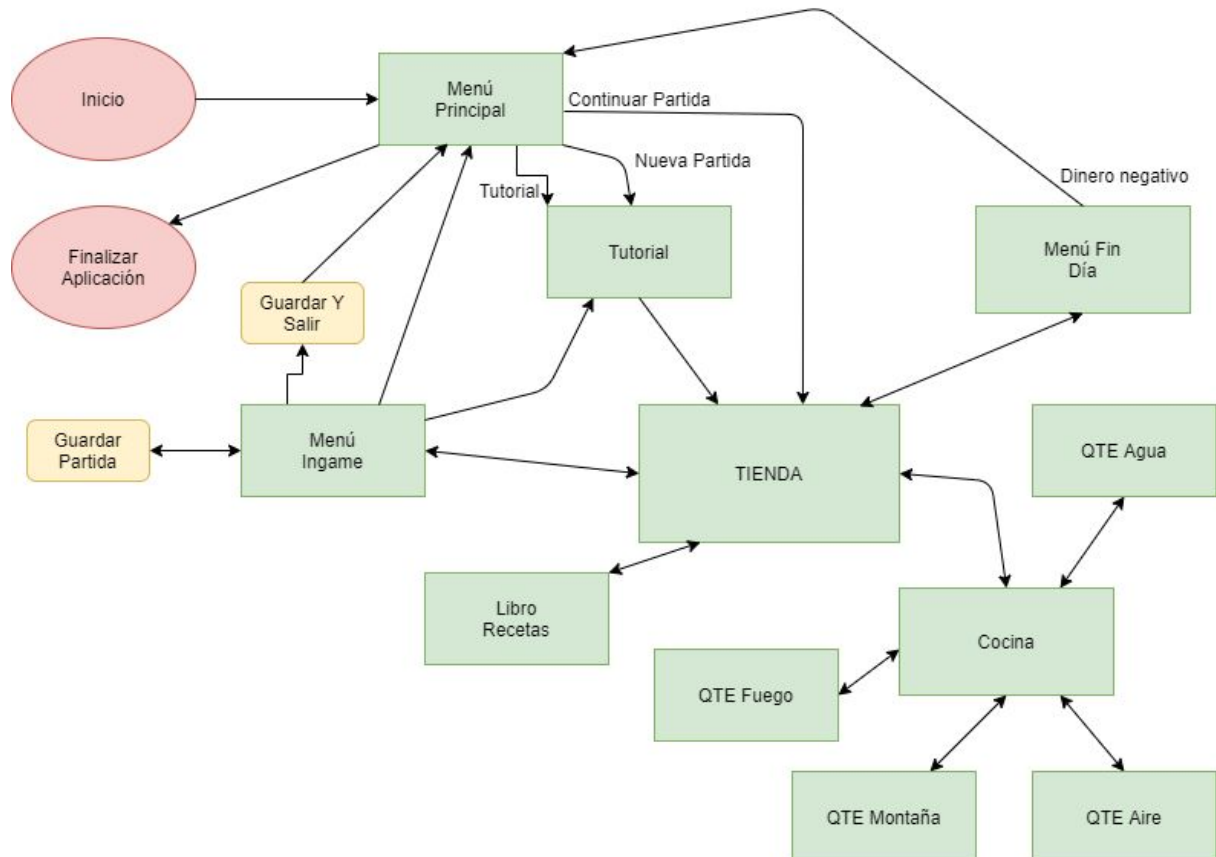 Inicio
Menú
Principal
Continuar Partida
Nueva Partida
Tutorial
Dinero negativo
Finalizar
Aplicación
Tutorial
Menú Fin
Día
Guardar Y
Salir
Guardar
Partida
Menú
Ingame
TIENDA
QTE Agua
Libro
Recetas
Cocina
QTE Fuego
QTE Montaña
QTE Aire